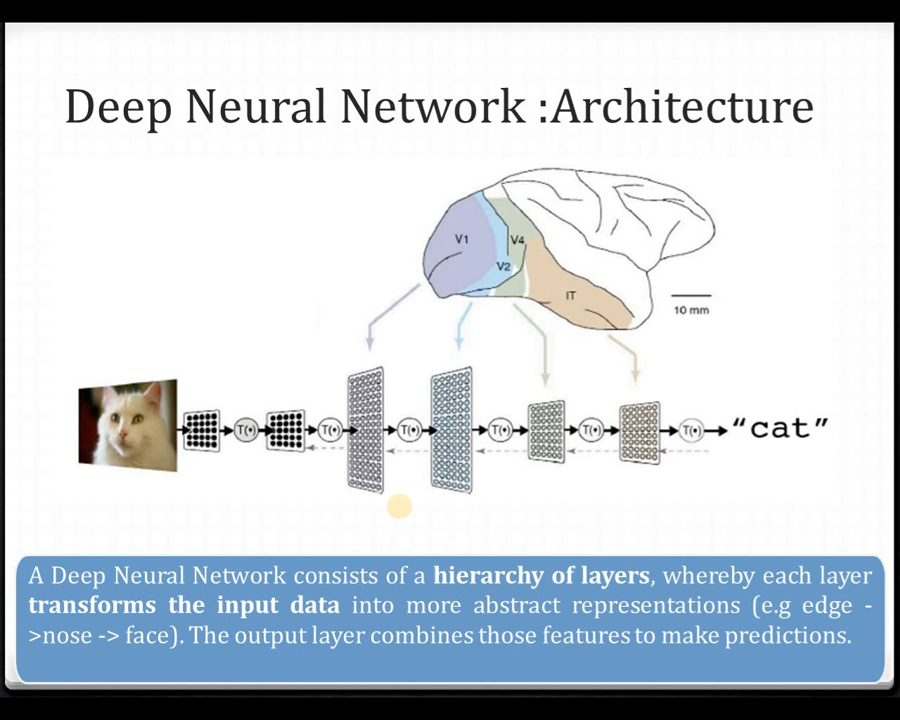 Deep Neural Network :Architecture
V1
V4
V2
IT
10 mm
T(•) T(•) T(•) T(•) T(•) T(•) "cat"
A Deep Neural Network consists of a hierarchy of layers, whereby each layer
transforms the input data into more abstract representations (e.g edge -
>nose -> face). The output layer combines those features to make predictions.